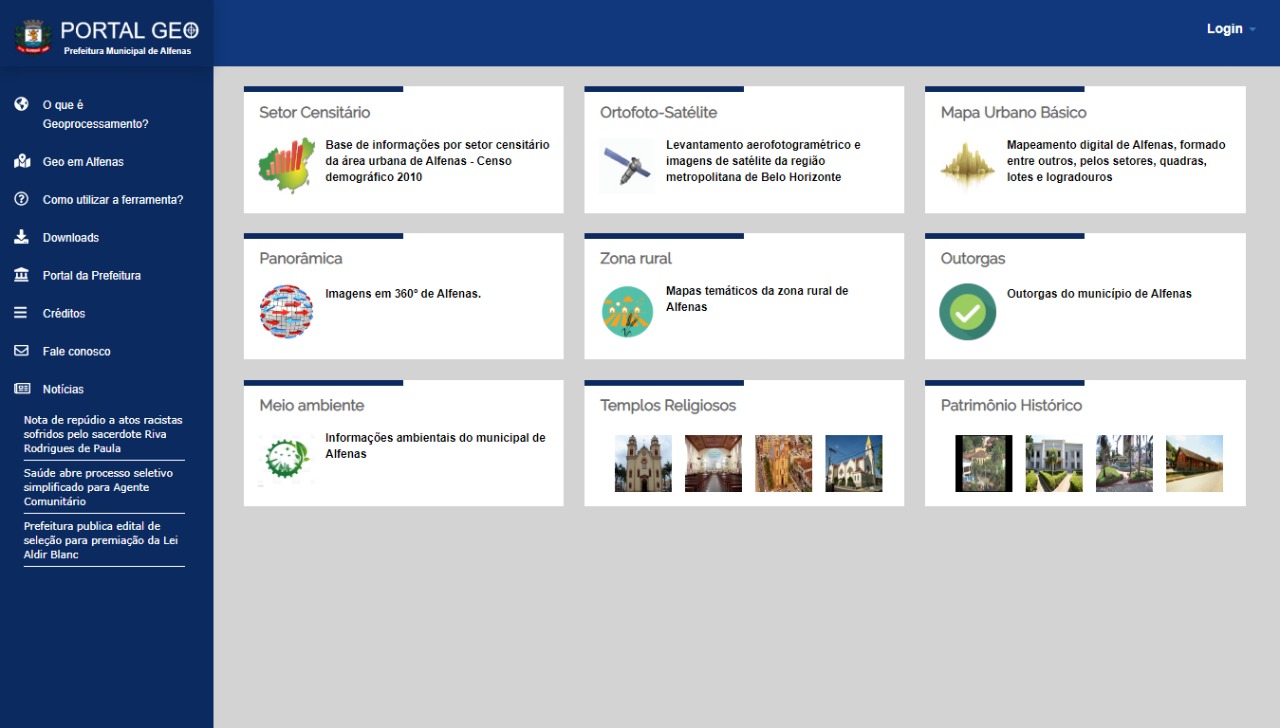 PORTAL GEO
Prefeitura Municipal de Alfenas
Login
O que é
Geoprocessamento?
Geo em Alfenas
Como utilizar a ferramenta?
Downloads
Portal da Prefeitura
Créditos
Fale conosco
Notícias
Nota de repúdio a atos racistas
sofridos pelo sacerdote Riva
Rodrigues de Paula
Saúde abre processo seletivo
simplificado para Agente
Comunitário
Prefeitura publica edital de
seleção para premiação da Lei
Aldir Blanc
Setor Censitário
Base de informações por setor censitário
da área urbana de Alfenas - Censo
demográfico 2010
Ortofoto-Satélite
Levantamento aerofotogramétrico e
imagens de satélite da região
metropolitana de Belo Horizonte
Mapa Urbano Básico
Mapeamento digital de Alfenas, formado
entre outros, pelos setores, quadras,
lotes e logradouros
Panorâmica
Imagens em 360º de Alfenas.
Zona rural
Mapas temáticos da zona rural de
Alfenas
Outorgas
Outorgas do município de Alfenas
Meio ambiente
Informações ambientais do municipal de
Alfenas
Templos Religiosos
Patrimônio Histórico